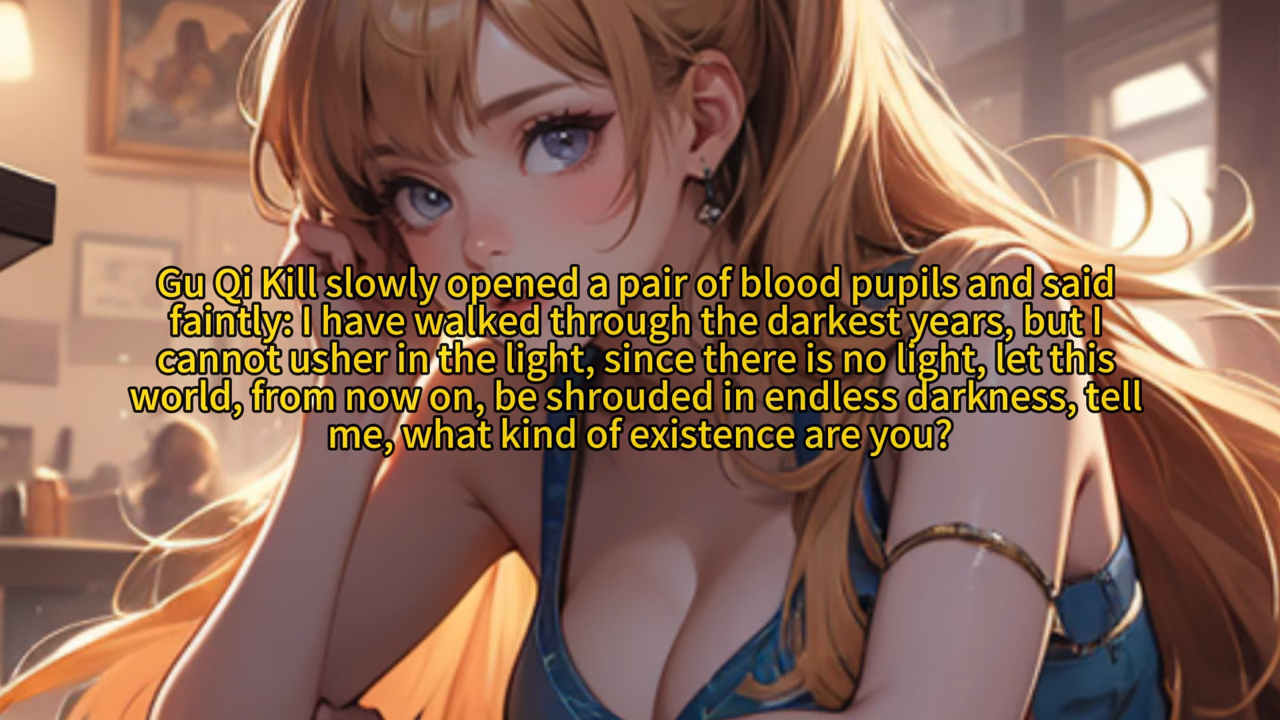 Gu Qi Kill slowly opened a pair of blood pupils and said
faintly: I have walked through the darkest years, but I
cannot usher in the light, since there is no light, let this
world, from now on, be shrouded in endless darkness, tell
me, what kind of existence are you?